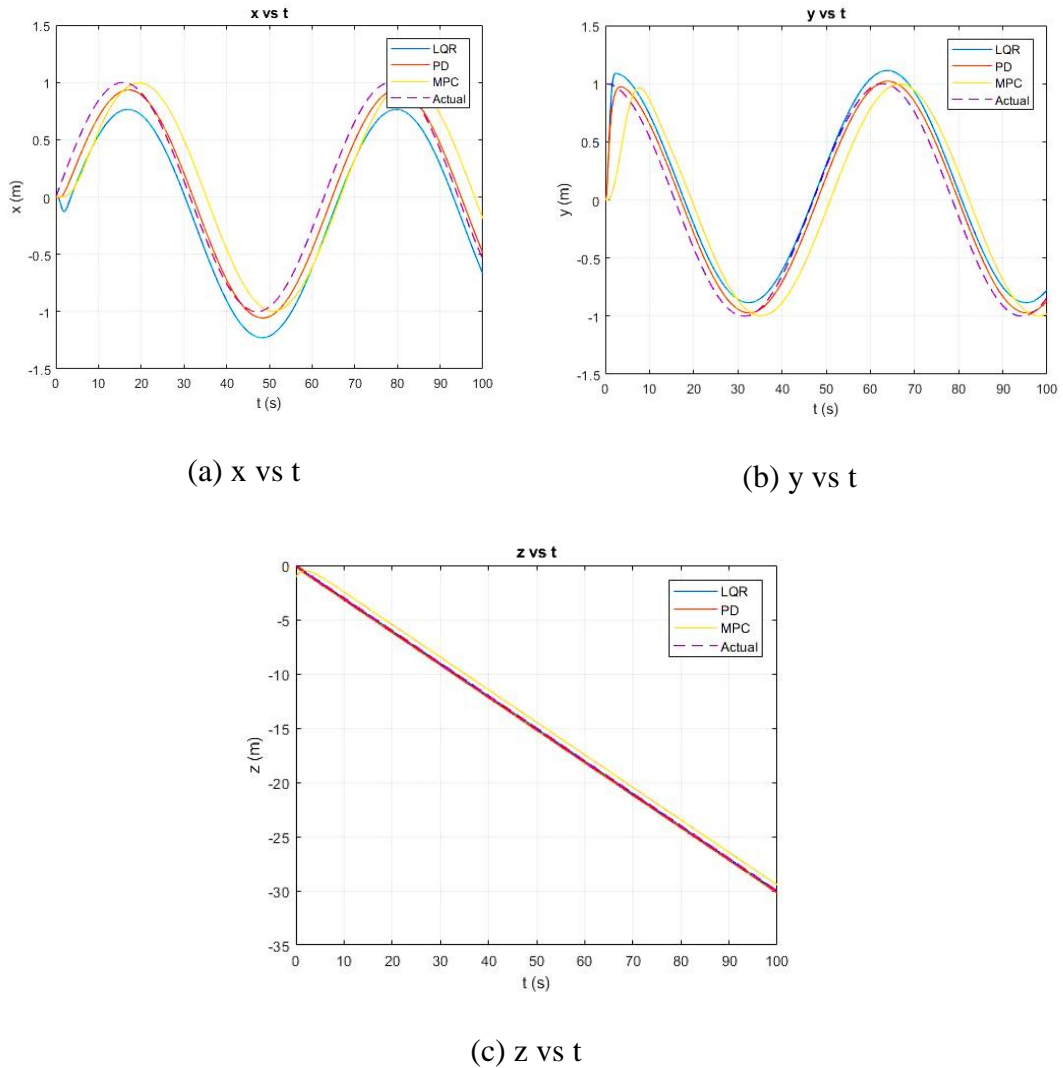 x vs t
1.5
1
0.5
0
-0.5
-1
-1.5
x (m)
0 10 20 30 40 50 60 70 80 90 100
t (s)
LQR
PD
MPC
Actual
y vs t
1.5
1
0.5
0
-0.5
-1
-1.5
y (m)
0 10 20 30 40 50 60 70 80 90 100
t (s)
LQR
PD
MPC
Actual
(a) x vs t
(b) y vs t
z vs t
0
-5
-10
-15
-20
-25
-30
-35
z (m)
0 10 20 30 40 50 60 70 80 90 100
t (s)
LQR
PD
MPC
Actual
(c) z vs t